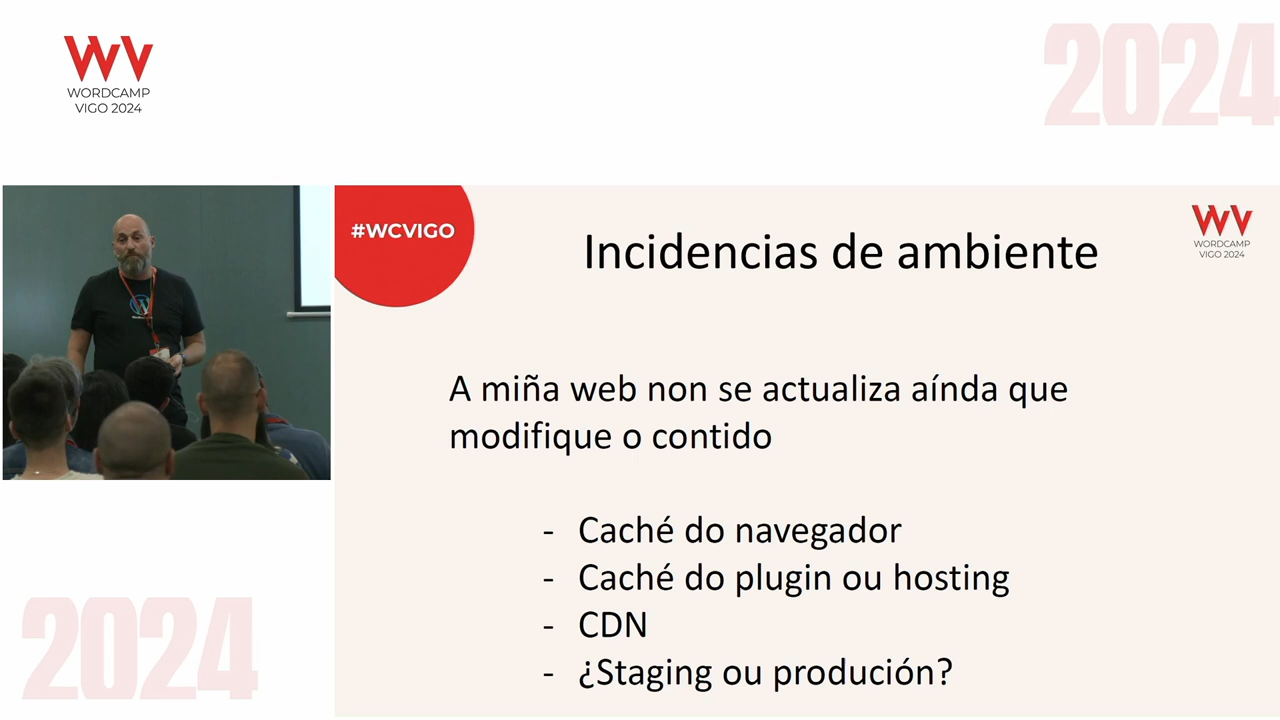 WORDCAMP
VIGO 2024
2024
#WCVIGO
WORDCAMP
VIGO 2024
Incidencias de ambiente
A miña web non se actualiza aínda que
modifique o contido
- Caché do navegador
- Caché do plugin ou hosting
- CDN
- ¿Staging ou produción?
2024